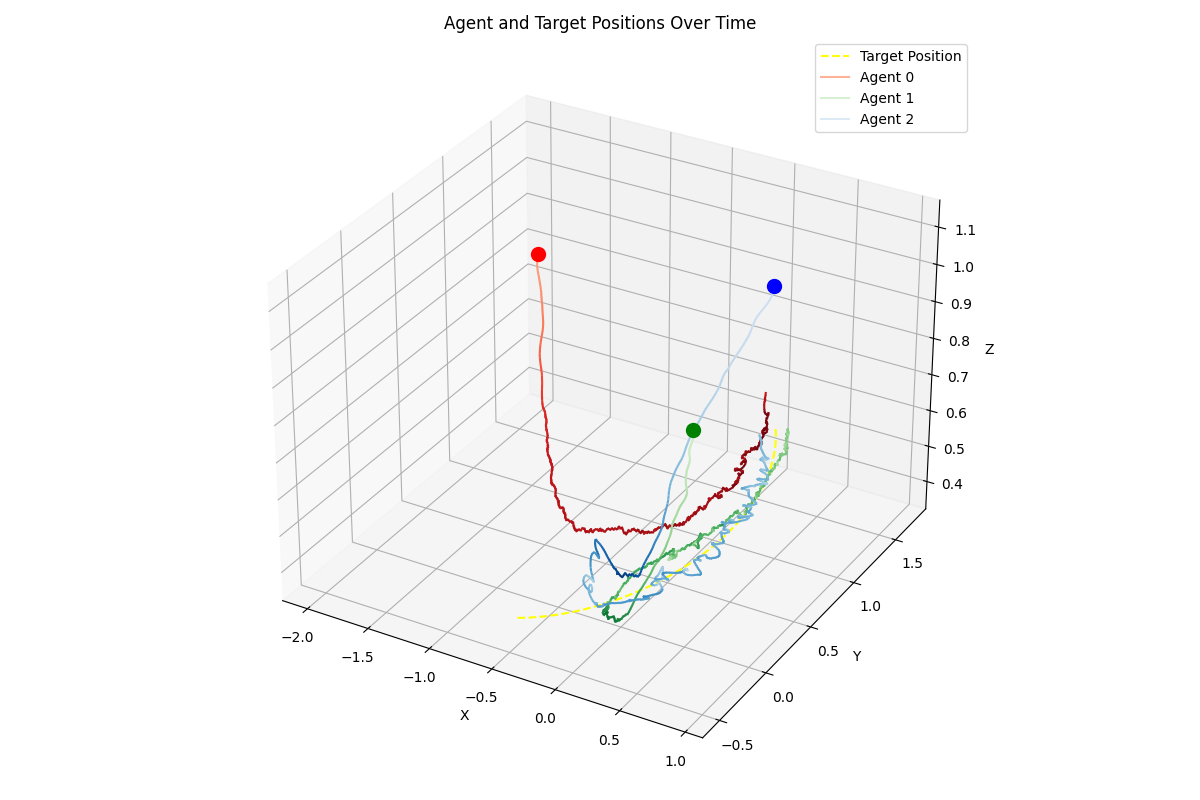 Agent and Target Positions Over Time
Target Position
Agent 0
Agent 1
Agent 2
1.1
1.0
0.9
0.8
0.7
0.6
0.5
0.4
Z
1.5
1.0
0.5
0.0
−0.5
Y
−2.0
−1.5
−1.0
−0.5
0.0
0.5
1.0
X